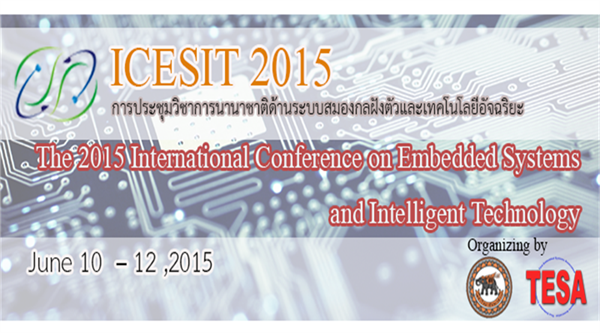 ICESIT 2015
การประชุมวิชาการนานาชาติด้านระบบสมองกลฝังตัวและเทคโนโลยีอัจฉริยะ
The 2015 International Conference on Embedded Systems
and Intelligent Technology
June 10 – 12 ,2015
Organizing by
TESA